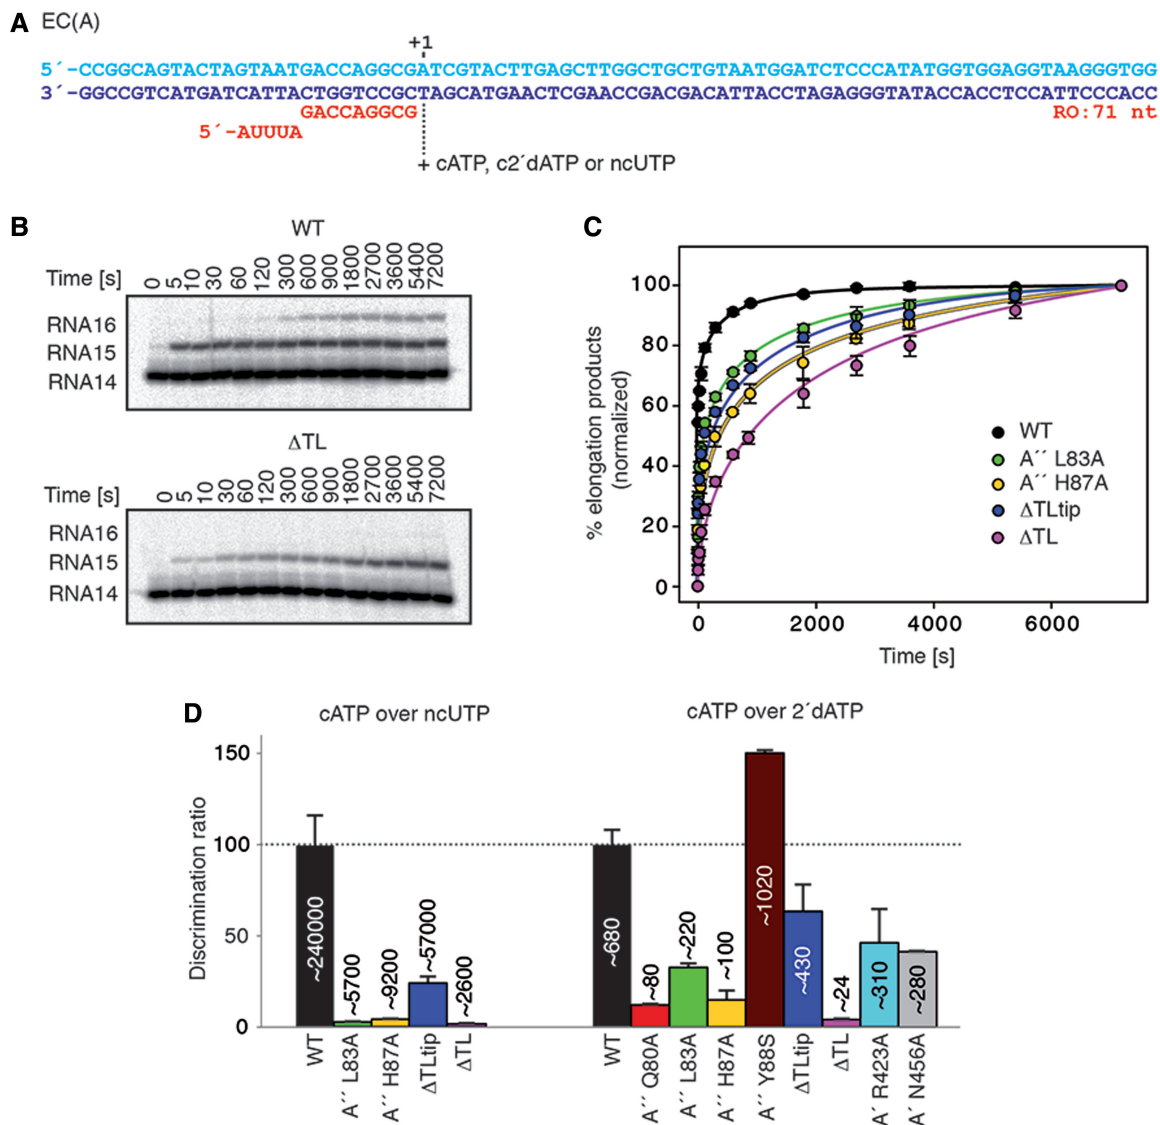 A EC(A)
+1
5´-CCGGCAGTACTAGTAATGACCAGGCGATCGTACTTGAGCTTGGCTGCTGTAATGGATCTCCCATATGGTGGAGGTAAGGGTGG
3´-GGCCGTCATGATCATTACTGGTCCGCTAGCATGAACTCGAACCGACGACATTACCTAGAGGGTATACCACCTCCATTCCCACC
GACCAGGCG
RO:71 nt
5´-AUUUA
+ cATP, c2´dATP or ncUTP
B
WT
Time [s] 0 5 10 30 60 120 300 600 900 1800 2700 3600 5400 7200
RNA16
RNA15
RNA14
ΔTL
Time [s] 0 5 10 30 60 120 300 600 900 1800 2700 3600 5400 7200
RNA16
RNA15
RNA14
C
% elongation products
(normalized)
100
80
60
40
20
0
WT
A´´ L83A
A´´ H87A
ΔTLtip
ΔTL
0 2000 4000 6000
Time [s]
D
cATP over ncUTP
cATP over 2´dATP
Discrimination ratio
150
100
50
0
~240000 ~5700 ~9200 ~57000 ~2600
~680 ~80 ~220 ~100 ~1020 ~430 ~24 ~310 ~280
WT A´´ L83A A´´ H87A ΔTLtip ΔTL
WT A´´ Q80A A´´ L83A A´´ H87A A´´ Y88S ΔTLtip ΔTL A´ R423A A´ N456A